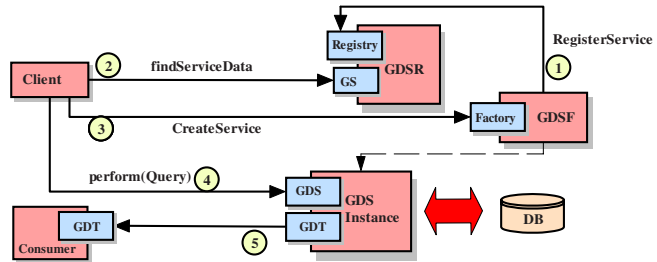 Registry
RegisterService
2
findServiceData
1
Client
GS
GDSR
3
CreateService
Factory
GDSF
perform(Query)
4
GDS
GDS
Instance
GDT
GDT
5
DB
Consumer